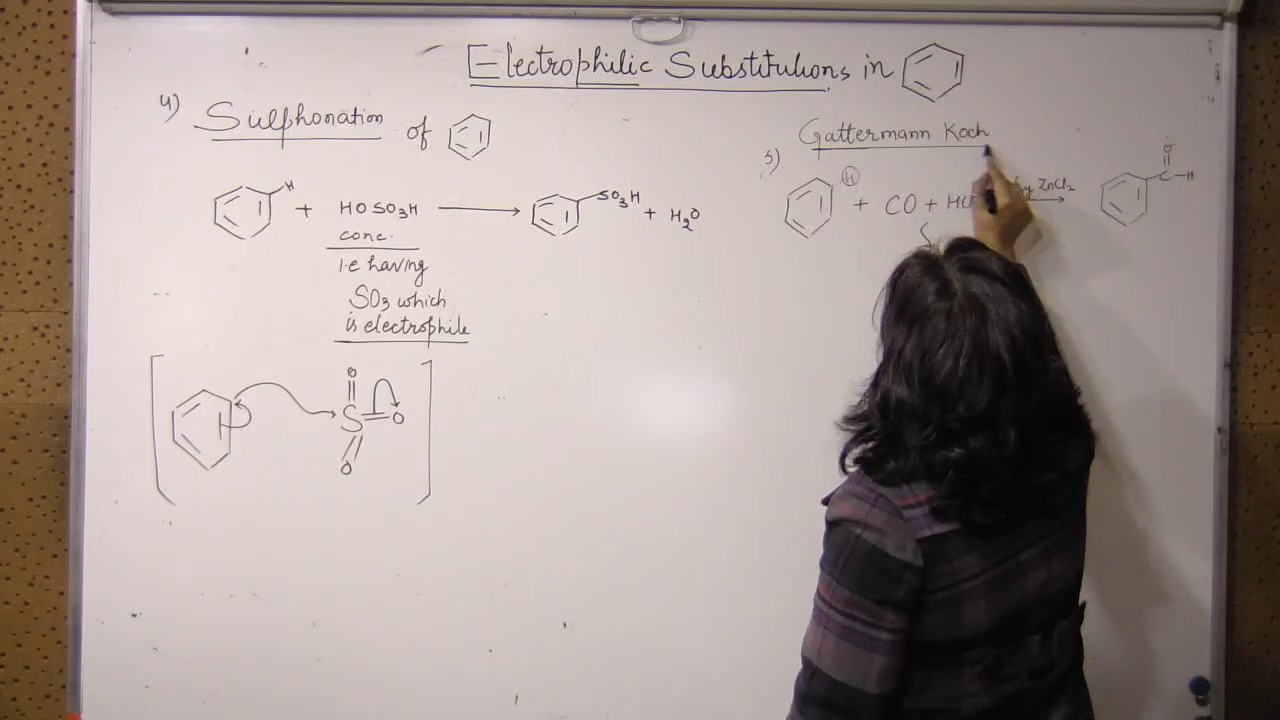 Electrophilic Substitutions in
4) Sulphonation of
H
+ HOSO3H → SO3H + H2O
conc.
i.e having
SO3 which
is electrophile
O
S = O
O
Gattermann Koch
5)
H + CO + ZnCl2 →
O
C-H